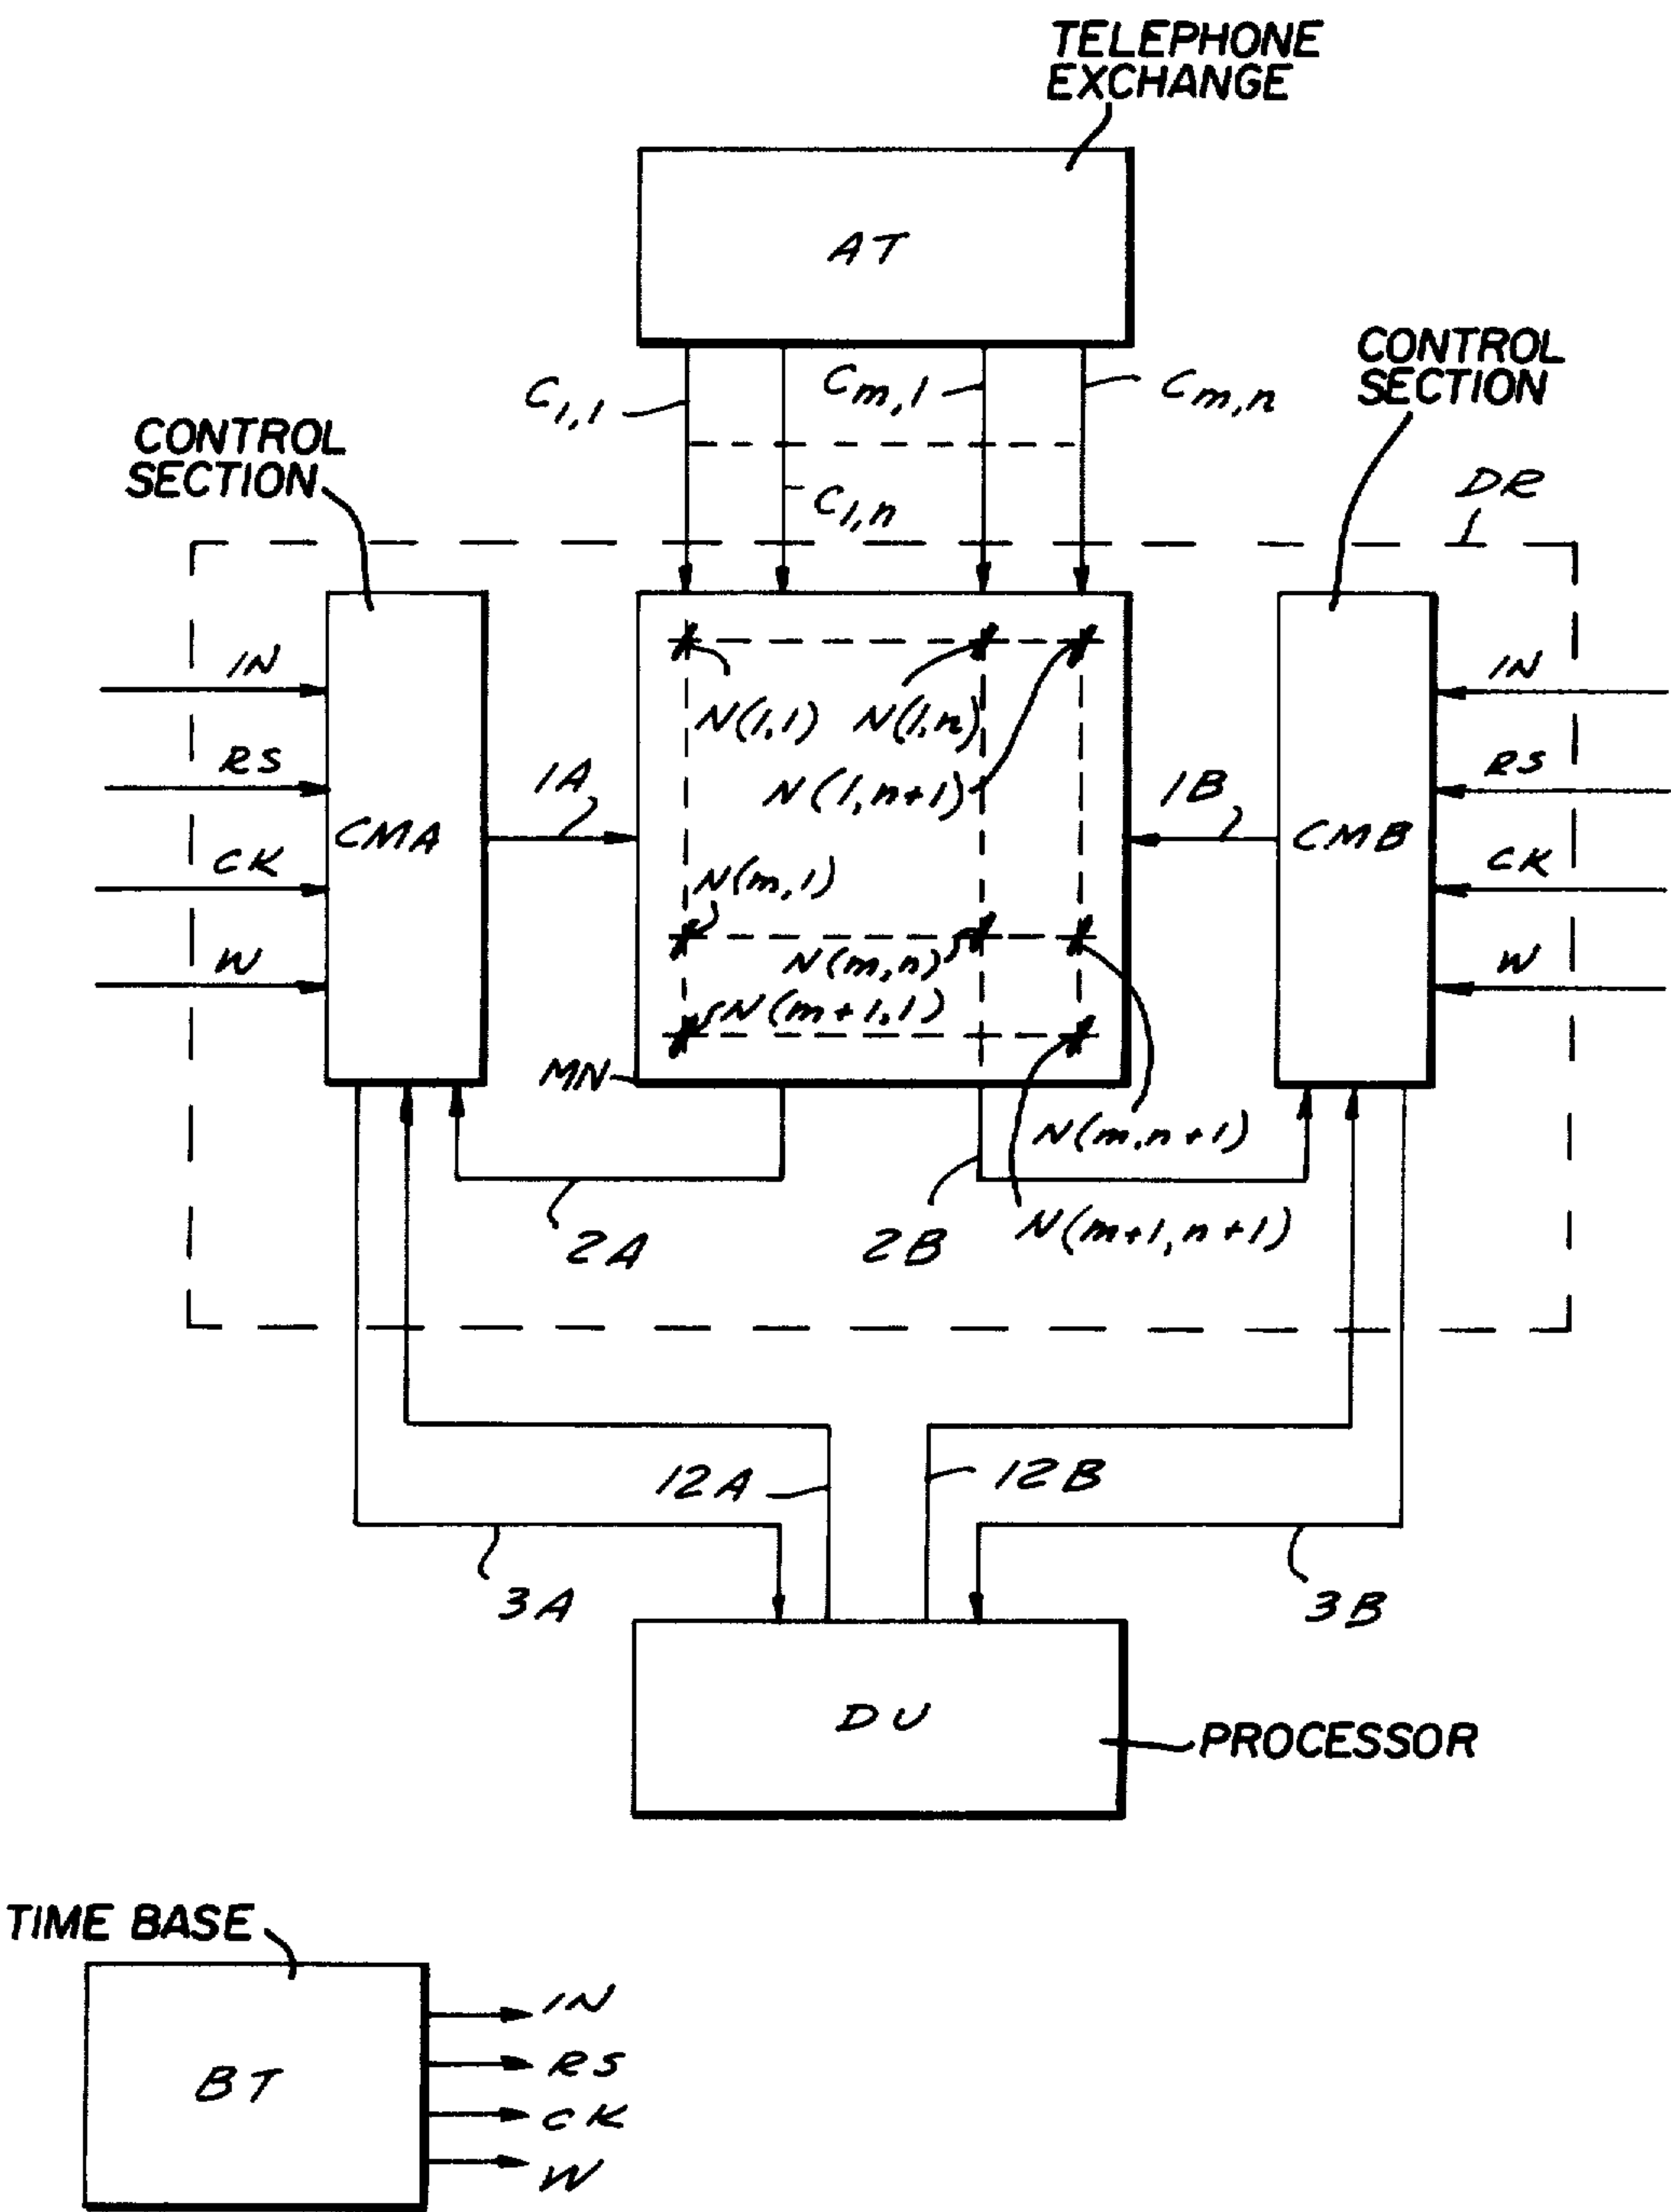 TELEPHONE
EXCHANGE
AT
CONTROL
SECTION
C1,1
Cm,1
Cm,n
CONTROL
SECTION
C1,n
DR
IN
RS
CK
W
CMA
1A
N(1,1)
N(1,n)
N(1,n+1)
N(m,1)
N(m,n)
N(m+1,1)
MN
1B
CMB
IN
RS
CK
W
N(m,n+1)
N(m+1,n+1)
2A
2B
12A
12B
3A
3B
DU
PROCESSOR
TIME BASE
BT
IN
RS
CK
W